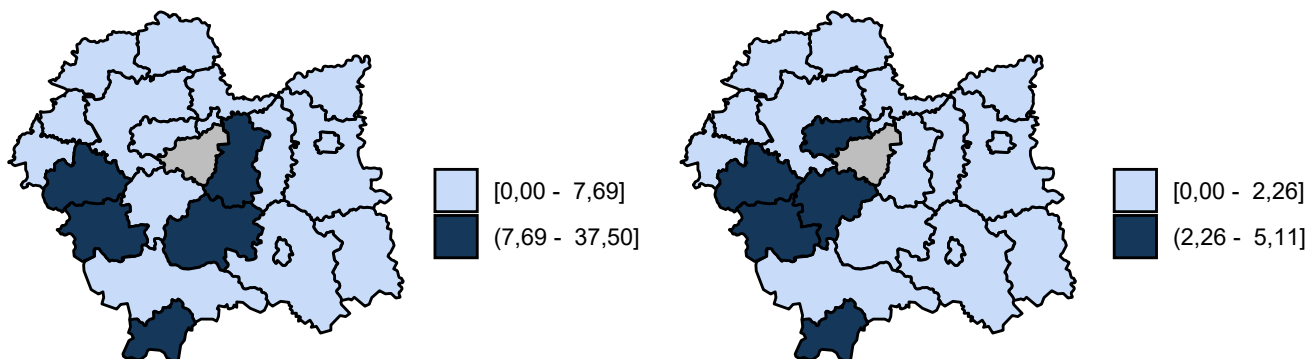 [0,00 - 7,69]
(7,69 - 37,50]
[0,00 - 2,26]
(2,26 - 5,11]